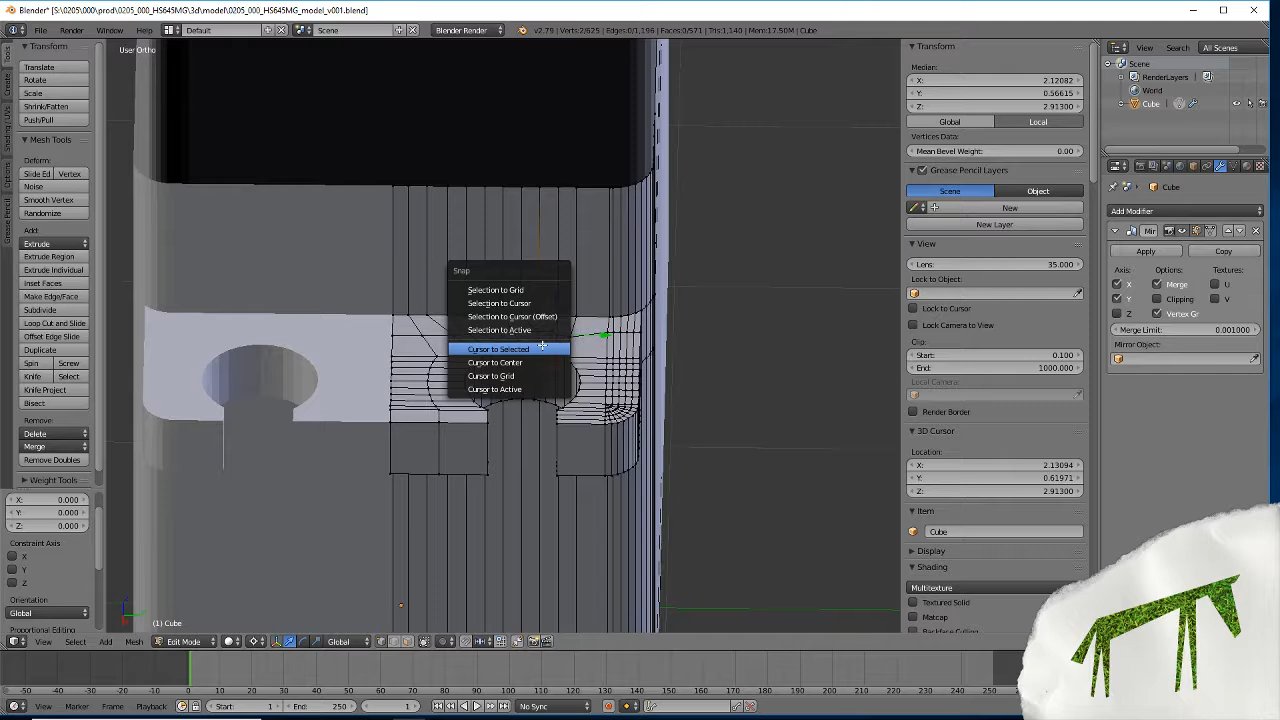 Blender* [S:\0205\000\prod\0205_000_HS645MG\3d\model\0205_000_HS645MG_model_v001.blend]
File Render Window Help Default Scene Blender Render v2.79 | Verts:2/625 | Edges:0/1,196 | Faces:0/571 | Tris:1,140 | Mem:17.50M | Cube
User Ortho
Tools
Create
Shading / UVs
Options
Grease Pencil
Transform
Translate
Rotate
Scale
Shrink/Fatten
Push/Pull
Mesh Tools
Deform:
Slide Ed Vertex
Noise
Smooth Vertex
Randomize
Add:
Extrude
Extrude Region
Extrude Individual
Inset Faces
Make Edge/Face
Subdivide
Loop Cut and Slide
Offset Edge Slide
Duplicate
Spin Screw
Knife Select
Knife Project
Bisect
Remove:
Delete
Merge
Remove Doubles
Weight Tools
X: 0.000
Y: 0.000
Z: 0.000
Constraint Axis
X
Y
Z
Orientation
Global
Proportional Editing
Snap
Selection to Grid
Selection to Cursor
Selection to Cursor (Offset)
Selection to Active
Cursor to Selected
Cursor to Center
Cursor to Grid
Cursor to Active
(1) Cube
View Select Add Mesh Edit Mode Global
Transform
Median:
X: 2.12082
Y: 0.56615
Z: 2.91300
Global Local
Vertices Data:
Mean Bevel Weight: 0.00
Grease Pencil Layers
Scene Object
New
New Layer
View
Lens: 35.000
Lock to Object:
Lock to Cursor
Lock Camera to View
Clip:
Start: 0.100
End: 1000.000
Local Camera:
Render Border
3D Cursor
Location:
X: 2.13094
Y: 0.61971
Z: 2.91300
Item
Cube
Display
Shading
Multitexture
Textured Solid
Matcap
View Search All Scenes
Scene
RenderLayers
World
Cube
Cube
Add Modifier
Mir
Apply Copy
Axis: Options: Textures:
X Merge U
Y Clipping V
Z Vertex Gr
Merge Limit: 0.001000
Mirror Object:
-50 -40 -30 -20 -10 0 10 20 30 40 50 60 70 80 90 100 110 120 130 140 150 160 170 180 190 200 210 220 230 240 250
View Marker Frame Playback Start: 1 End: 250 1 No Sync